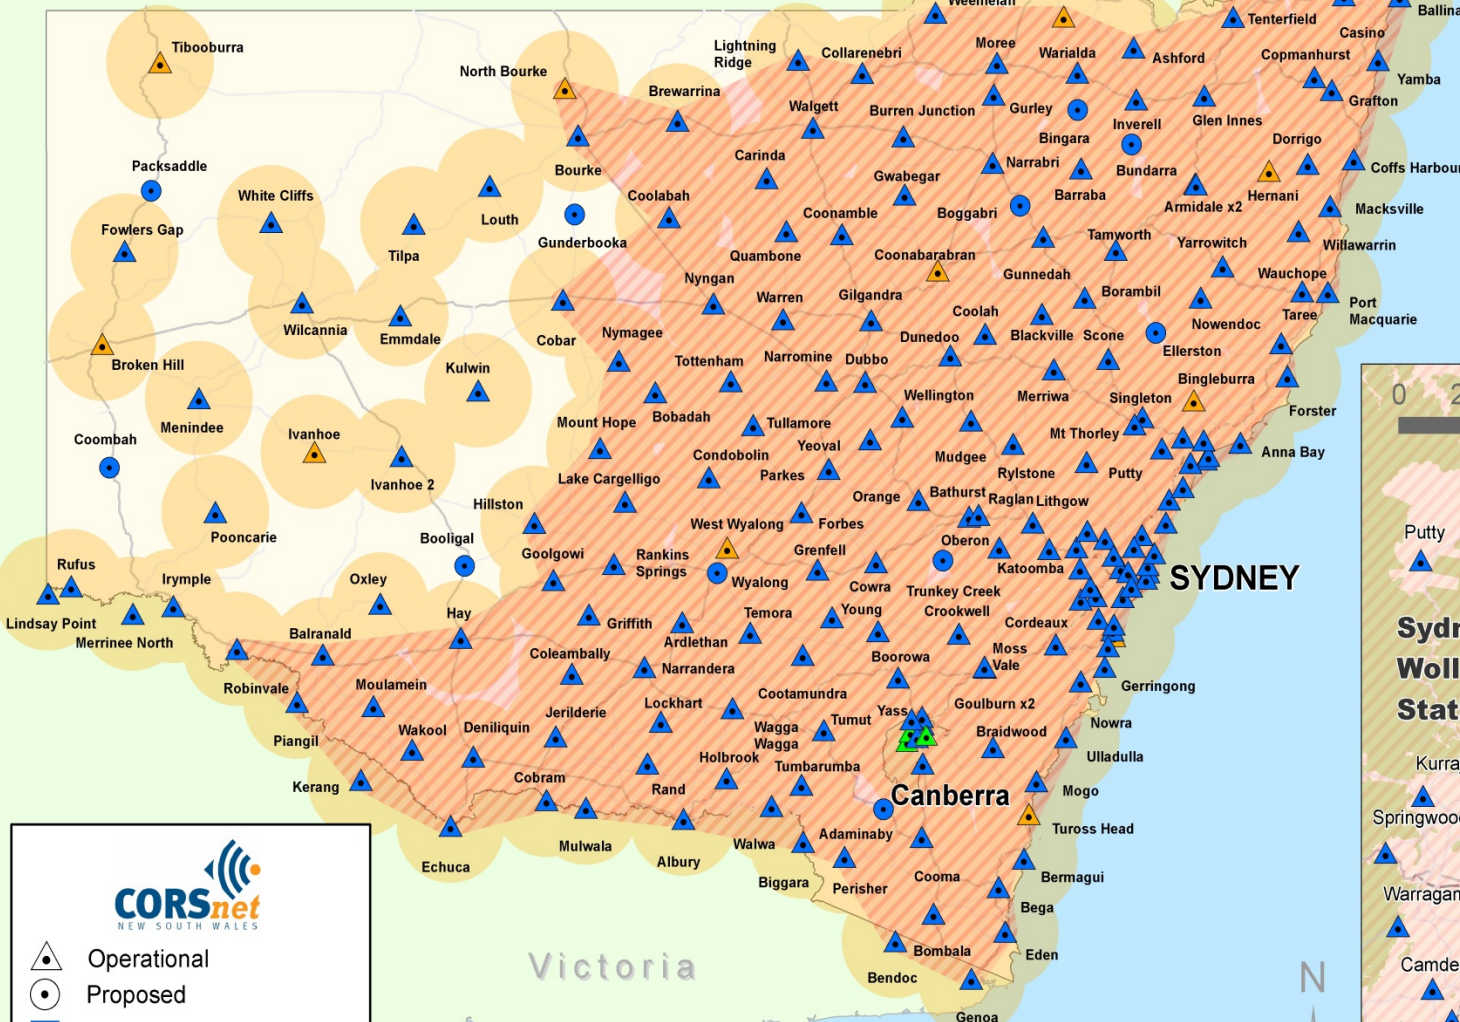 Weemelah
Ballina
Tenterfield
Casino
Tibooburra
Lightning
Ridge
Collarenebri
Moree
Warialda
Ashford
Copmanhurst
Yamba
North Bourke
Brewarrina
Walgett
Burren Junction
Gurley
Bingara
Inverell
Glen Innes
Grafton
Dorrigo
Packsaddle
Bourke
Carinda
Gwabegar
Narrabri
Barraba
Bundarra
Hernani
Coffs Harbour
White Cliffs
Louth
Coolabah
Coonamble
Boggabri
Armidale x2
Macksville
Fowlers Gap
Tilpa
Gunderbooka
Quambone
Coonabarabran
Tamworth
Yarrowitch
Willawarrin
Nyngan
Gunnedah
Wauchope
Wilcannia
Emmdale
Cobar
Nymagee
Warren
Gilgandra
Coolah
Borambil
Nowendoc
Taree
Port
Macquarie
Broken Hill
Kulwin
Tottenham
Narromine
Dubbo
Dunedoo
Blackville
Scone
Ellerston
Bingleburra
Menindee
Bobadah
Wellington
Merriwa
Singleton
Forster
Coombah
Ivanhoe
Mount Hope
Tullamore
Yeoval
Mt Thorley
Anna Bay
Ivanhoe 2
Lake Cargelligo
Condobolin
Parkes
Mudgee
Rylstone
Putty
Hillston
Orange
Bathurst
Raglan
Lithgow
Pooncarie
Booligal
Goolgowi
West Wyalong
Forbes
Oberon
Rufus
Irymple
Oxley
Rankins
Springs
Wyalong
Grenfell
Cowra
Katoomba
SYDNEY
Trunkey Creek
Lindsay Point
Merrinee North
Hay
Griffith
Ardlethan
Temora
Young
Crookwell
Cordeaux
Balranald
Coleambally
Narrandera
Boorowa
Moss
Vale
Robinvale
Moulamein
Lockhart
Cootamundra
Goulburn x2
Gerringong
Piangil
Wakool
Deniliquin
Jerilderie
Wagga
Wagga
Tumut
Yass
Braidwood
Nowra
Ulladulla
Kerang
Cobram
Rand
Holbrook
Tumbarumba
Canberra
Mogo
Echuca
Mulwala
Albury
Walwa
Adaminaby
Tuross Head
Biggara
Perisher
Cooma
Bermagui
Bega
Bombala
Eden
Bendoc
Genoa
Victoria
CORSnet
NEW SOUTH WALES
Operational
Proposed
0
2
Putty
Sydn
Woll
Stat
Kurra
Springwood
Warragam
Camde
N